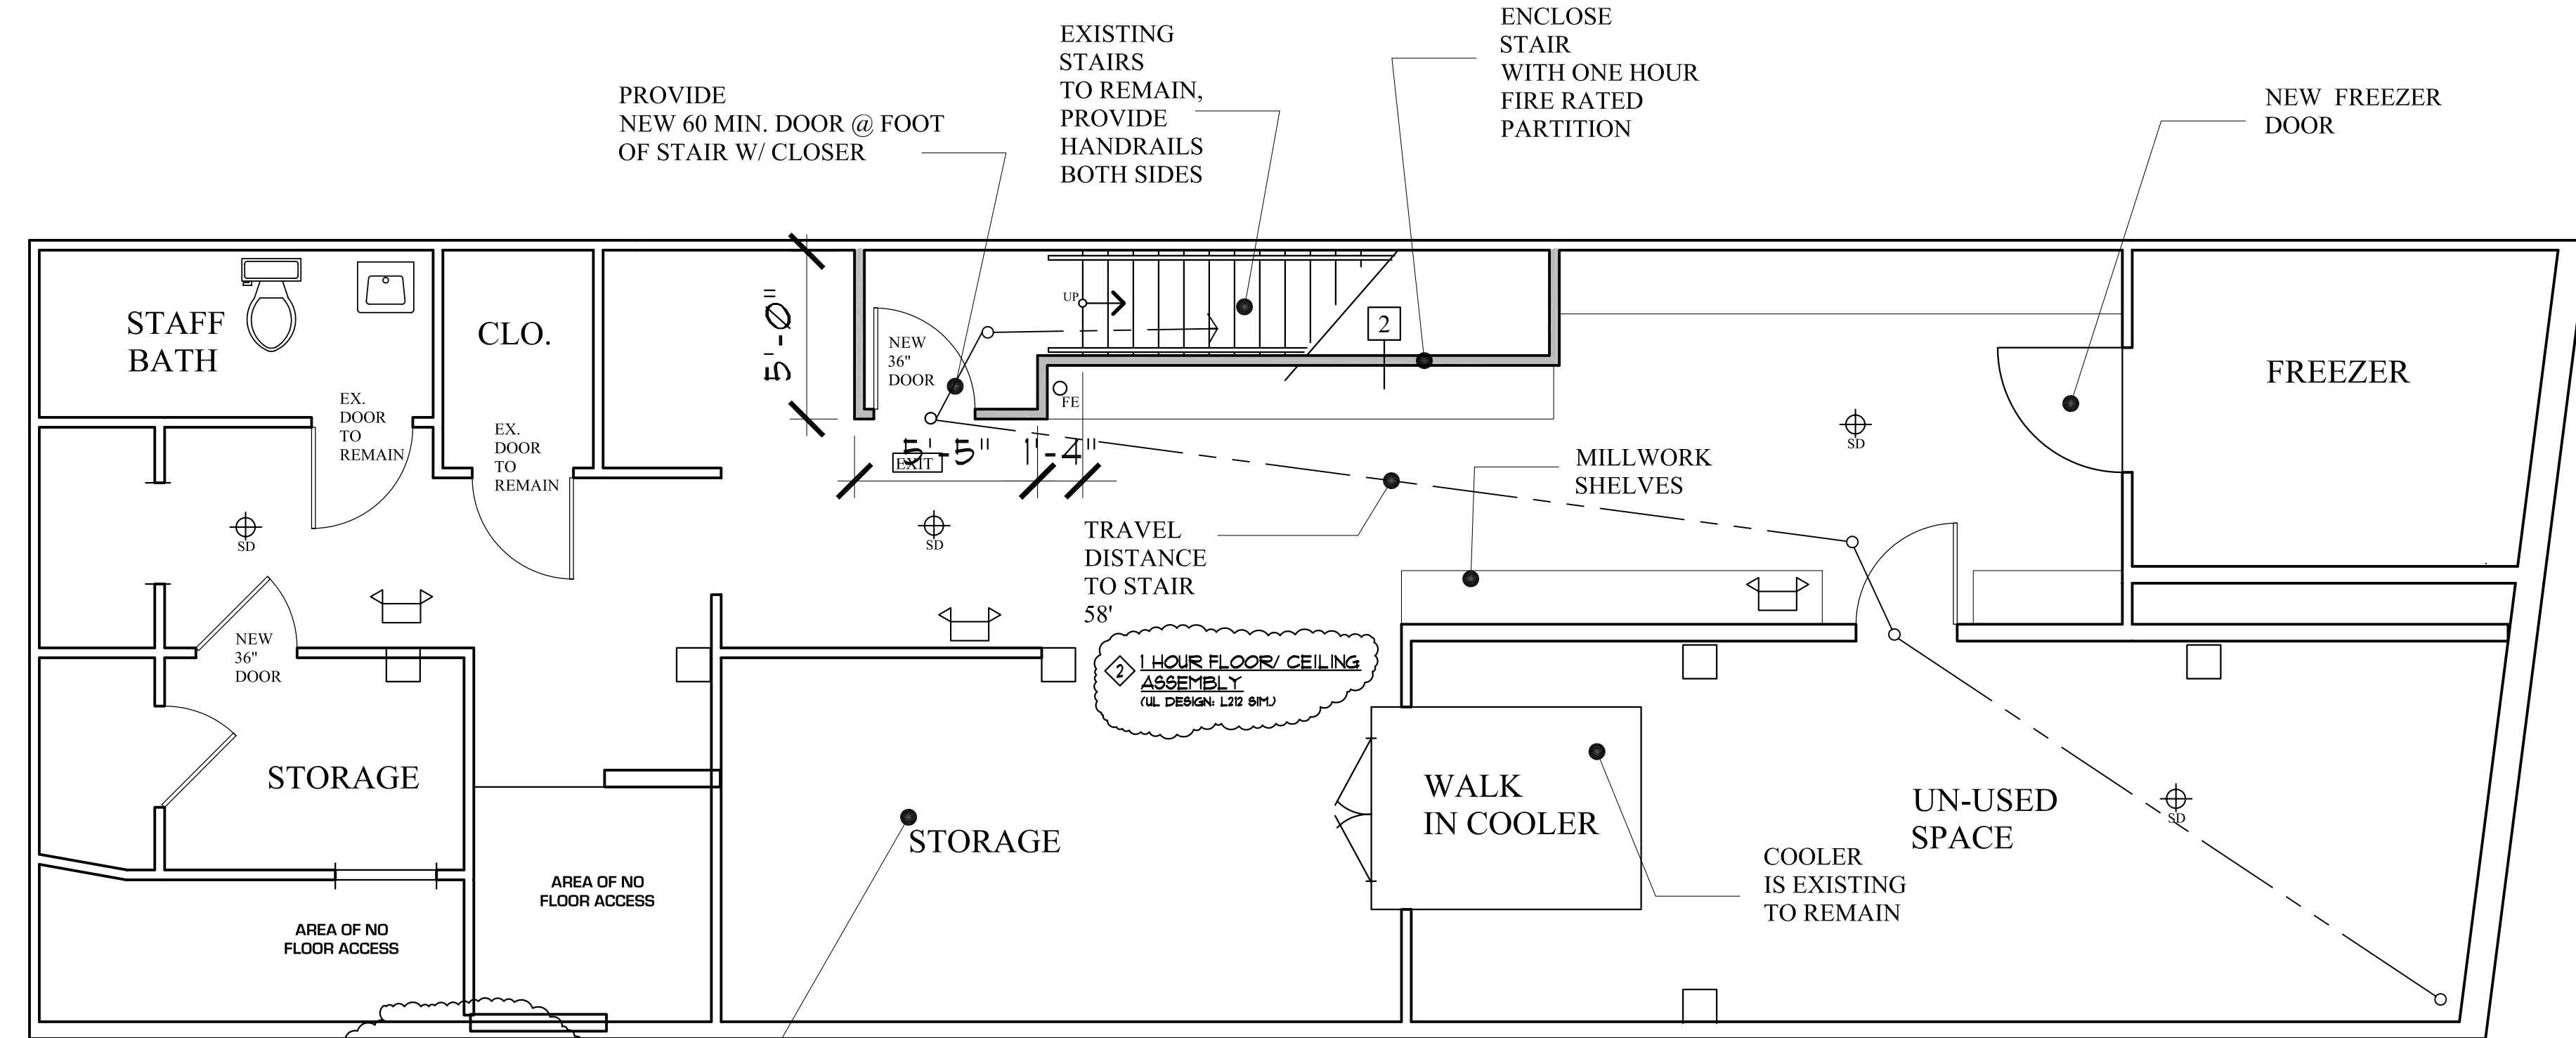 ENCLOSE
STAIR
WITH ONE HOUR
FIRE RATED
PARTITION
EXISTING
STAIRS
TO REMAIN,
PROVIDE
HANDRAILS
BOTH SIDES
PROVIDE
NEW 60 MIN. DOOR @ FOOT
OF STAIR W/ CLOSER
NEW FREEZER
DOOR
STAFF
BATH
CLO.
EX.
DOOR
TO
REMAIN
EX.
DOOR
TO
REMAIN
5'-0"
NEW
36"
DOOR
UP
2
FE
FREEZER
5'-5"
1'-4"
EXIT
SD
SD
SD
MILLWORK
SHELVES
TRAVEL
DISTANCE
TO STAIR
58'
NEW
36"
DOOR
2
1 HOUR FLOOR/ CEILING
ASSEMBLY
(UL DESIGN: L212 SIM.)
STORAGE
STORAGE
WALK
IN COOLER
UN-USED
SPACE
SD
COOLER
IS EXISTING
TO REMAIN
AREA OF NO
FLOOR ACCESS
AREA OF NO
FLOOR ACCESS